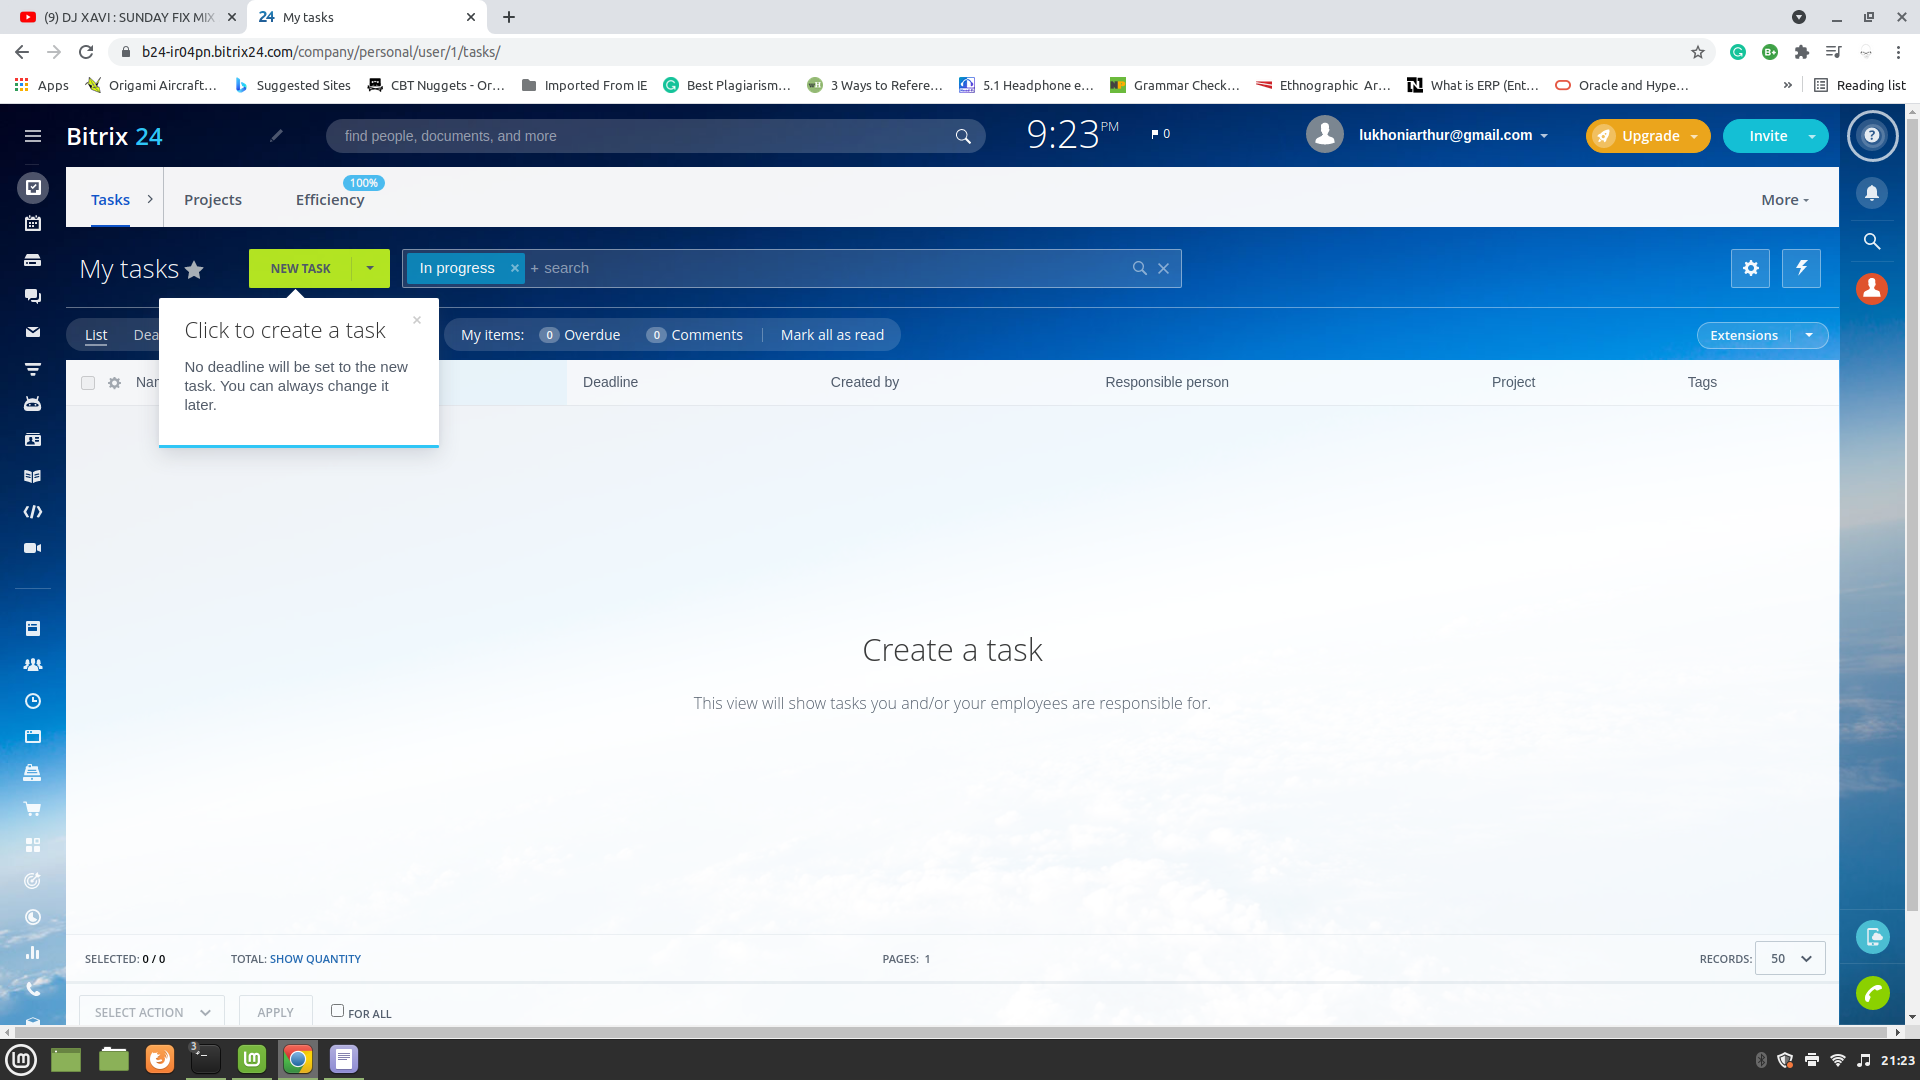 (9) DJ XAVI : SUNDAY FIX MIX
24 My tasks
b24-ir04pn.bitrix24.com/company/personal/user/1/tasks/
Apps
Origami Aircraft...
Suggested Sites
CBT Nuggets - Or...
Imported From IE
Best Plagiarism...
3 Ways to Refere...
5.1 Headphone e...
Grammar Check...
Ethnographic Ar...
What is ERP (Ent...
Oracle and Hype...
»
Reading list
Bitrix 24
find people, documents, and more
9:23 PM
0
lukhoniarthur@gmail.com
Upgrade
Invite
Tasks
Projects
Efficiency
100%
More
My tasks
NEW TASK
In progress
+ search
List
Dea
My items:
0 Overdue
0 Comments
Mark all as read
Extensions
Click to create a task
No deadline will be set to the new
task. You can always change it
later.
Nar
Deadline
Created by
Responsible person
Project
Tags
Create a task
This view will show tasks you and/or your employees are responsible for.
SELECTED: 0 / 0
TOTAL: SHOW QUANTITY
PAGES: 1
RECORDS: 50
SELECT ACTION
APPLY
FOR ALL
3
21:23